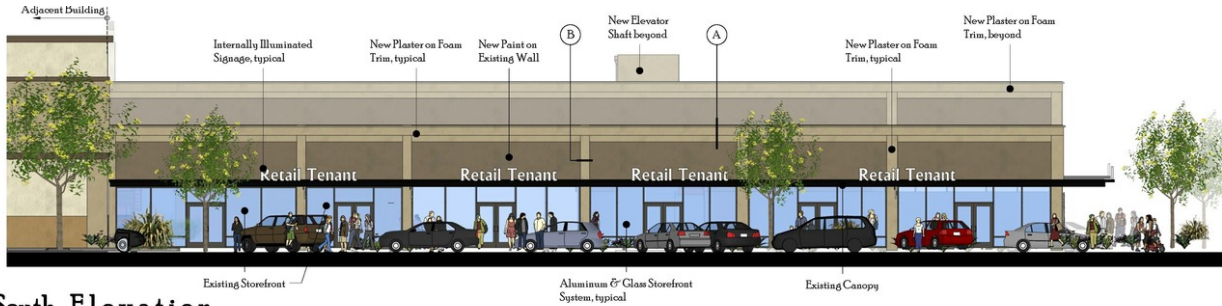 Adjacent Building
Internally Illuminated
Signage, typical
New Plaster on Foam
Trim, typical
New Paint on
Existing Wall
B
New Elevator
Shaft beyond
A
New Plaster on Foam
Trim, typical
New Plaster on Foam
Trim, beyond
Retail Tenant
Retail Tenant
Retail Tenant
Retail Tenant
Existing Storefront
Aluminum & Glass Storefront
System, typical
Existing Canopy
South Elevation